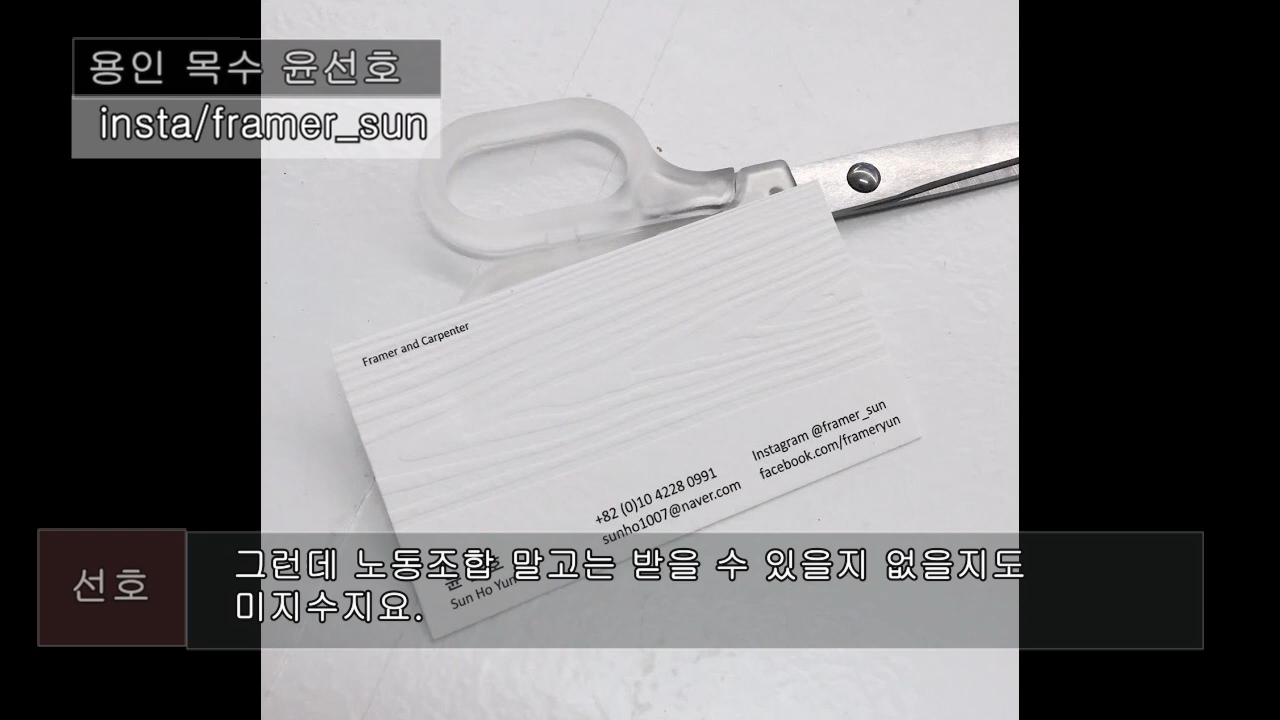 용인 목수 윤선호
insta/framer_sun
Framer and Carpenter
Instagram @framer_sun
facebook.com/frameryun
+82 (0)10 4228 0991
sunho1007@naver.com
Sun Ho Yun
선호
그런데 노동조합 말고는 받을 수 있을지 없을지도
미지수지요.